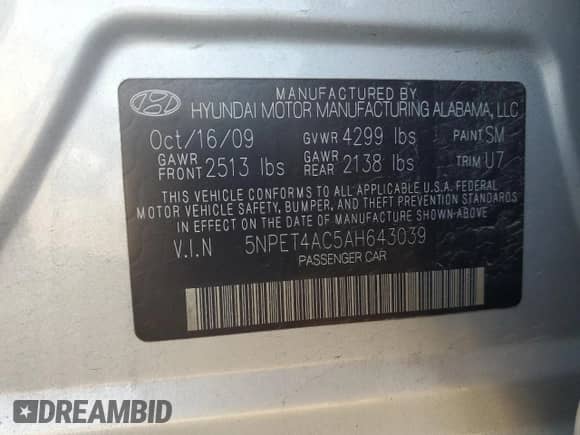 MANUFACTURED BY
HYUNDAI MOTOR MANUFACTURING ALABAMA, LLC
Oct/16/09 GVWR 4299 lbs PAINT SM
GAWR FRONT 2513 lbs GAWR REAR 2138 lbs TRIM U7
THIS VEHICLE CONFORMS TO ALL APPLICABLE U.S.A. FEDERAL
MOTOR VEHICLE SAFETY, BUMPER, AND THEFT PREVENTION STANDARDS
IN EFFECT ON THE DATE OF MANUFACTURE SHOWN ABOVE.
V.I.N 5NPET4AC5AH643039
PASSENGER CAR
DREAMBID